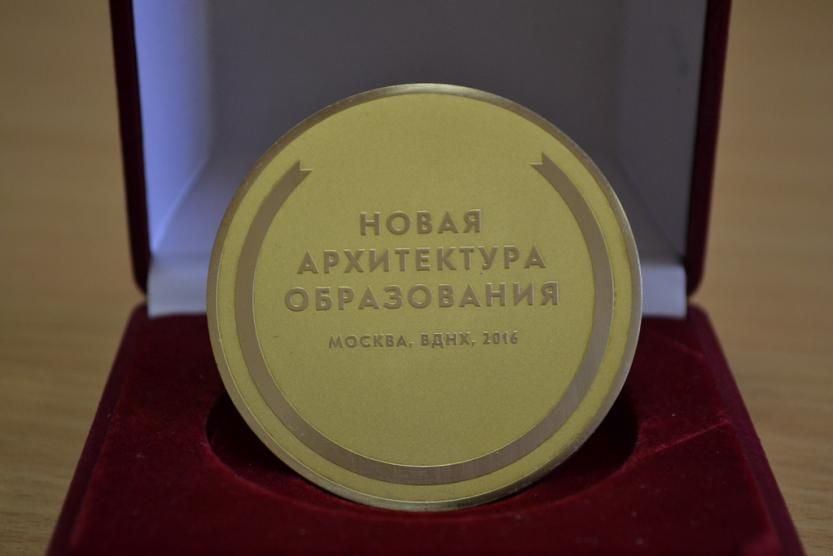 НОВАЯ
АРХИТЕКТУРА
ОБРАЗОВАНИЯ
МОСКВА, ВДНХ, 2016